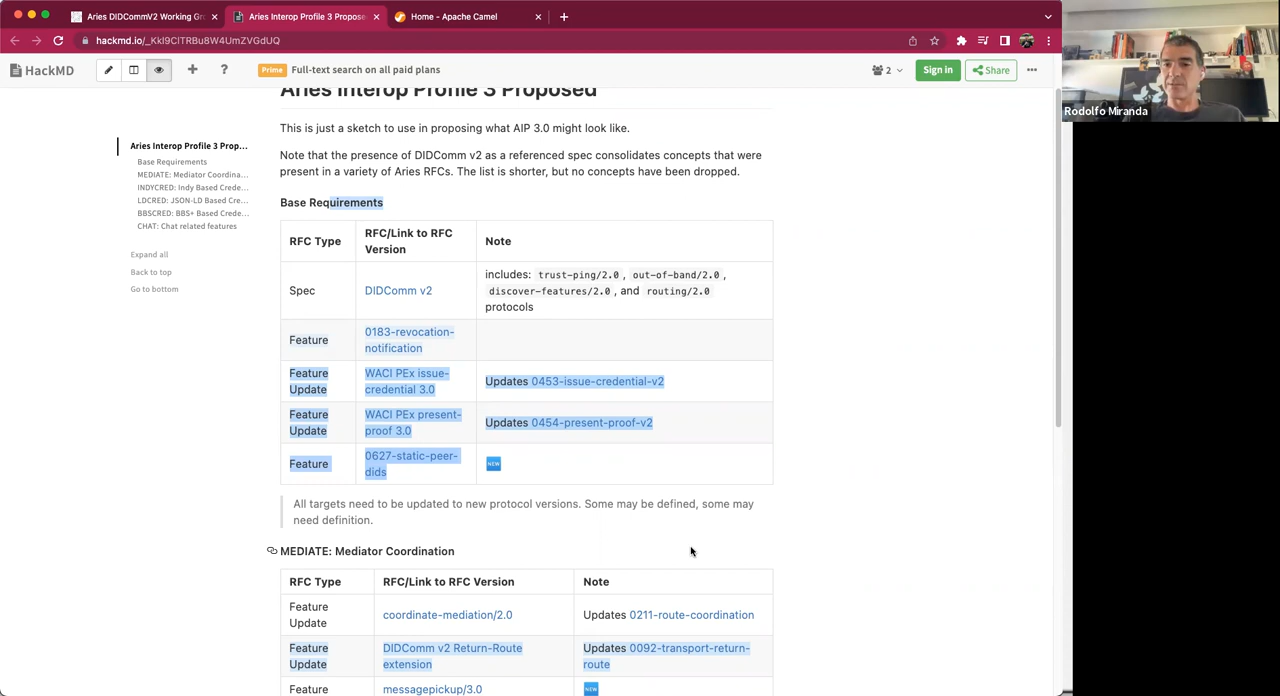 Aries DIDCommV2 Working Gr
Aries Interop Profile 3 Propose
Home - Apache Camel
hackmd.io/_KkI9CITRBu8W4UmZVGdUQ
HackMD
Prime
Full-text search on all paid plans
2
Sign in
Share
Rodolfo Miranda
Aries Interop Profile 3 Prop...
Base Requirements
MEDIATE: Mediator Coordina...
INDYCRED: Indy Based Crede...
LDCRED: JSON-LD Based Cre...
BBSCRED: BBS+ Based Crede...
CHAT: Chat related features
Expand all
Back to top
Go to bottom
Aries Interop Profile 3 Proposed
This is just a sketch to use in proposing what AIP 3.0 might look like.
Note that the presence of DIDComm v2 as a referenced spec consolidates concepts that were
present in a variety of Aries RFCs. The list is shorter, but no concepts have been dropped.
Base Requirements
RFC Type
RFC/Link to RFC
Version
Note
Spec
DIDComm v2
includes: trust-ping/2.0 , out-of-band/2.0 ,
discover-features/2.0 , and routing/2.0
protocols
Feature
0183-revocation-
notification
Feature
Update
WACI PEx issue-
credential 3.0
Updates 0453-issue-credential-v2
Feature
Update
WACI PEx present-
proof 3.0
Updates 0454-present-proof-v2
Feature
0627-static-peer-
dids
NEW
All targets need to be updated to new protocol versions. Some may be defined, some may
need definition.
MEDIATE: Mediator Coordination
RFC Type
RFC/Link to RFC Version
Note
Feature
Update
coordinate-mediation/2.0
Updates 0211-route-coordination
Feature
Update
DIDComm v2 Return-Route
extension
Updates 0092-transport-return-
route
Feature
messagepickup/3.0
NEW